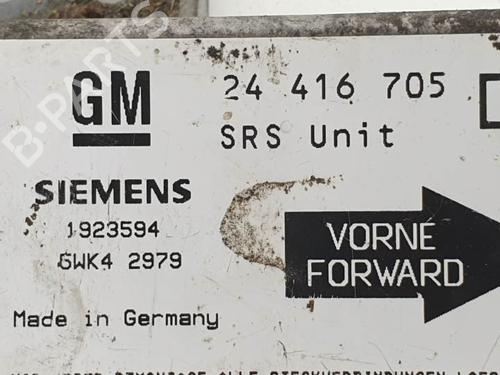 GM 24 416 705
SRS Unit
SIEMENS
1923594
5WK4 2979
VORNE
FORWARD
Made in Germany
B-PARTS